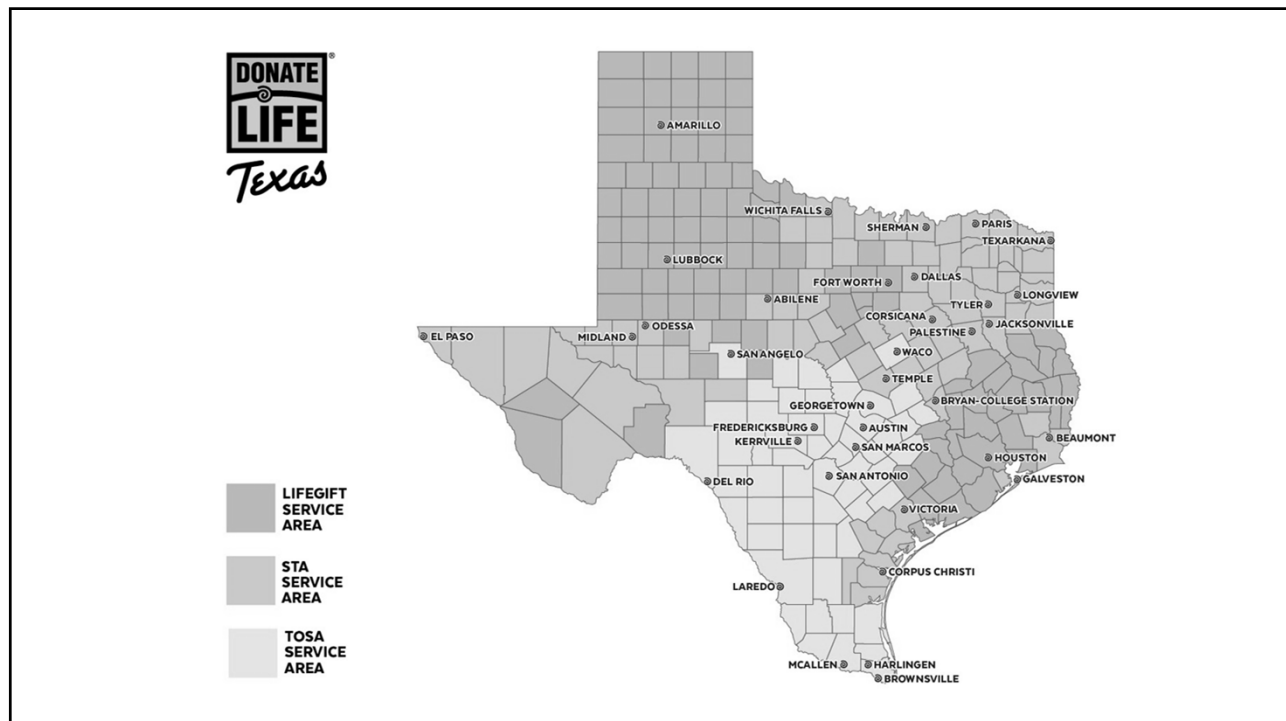 DONATE
LIFE
®
Texas
AMARILLO
WICHITA FALLS
SHERMAN
PARIS
TEXARKANA
LUBBOCK
FORT WORTH
DALLAS
ABILENE
TYLER
LONGVIEW
CORSICANA
JACKSONVILLE
EL PASO
MIDLAND
ODESSA
PALESTINE
SAN ANGELO
WACO
TEMPLE
BRYAN-COLLEGE STATION
GEORGETOWN
FREDERICKSBURG
AUSTIN
KERRVILLE
SAN MARCOS
BEAUMONT
HOUSTON
DEL RIO
SAN ANTONIO
GALVESTON
VICTORIA
CORPUS CHRISTI
LAREDO
MCALLEN
HARLINGEN
BROWNSVILLE
LIFEGIFT
SERVICE
AREA
STA
SERVICE
AREA
TOSA
SERVICE
AREA